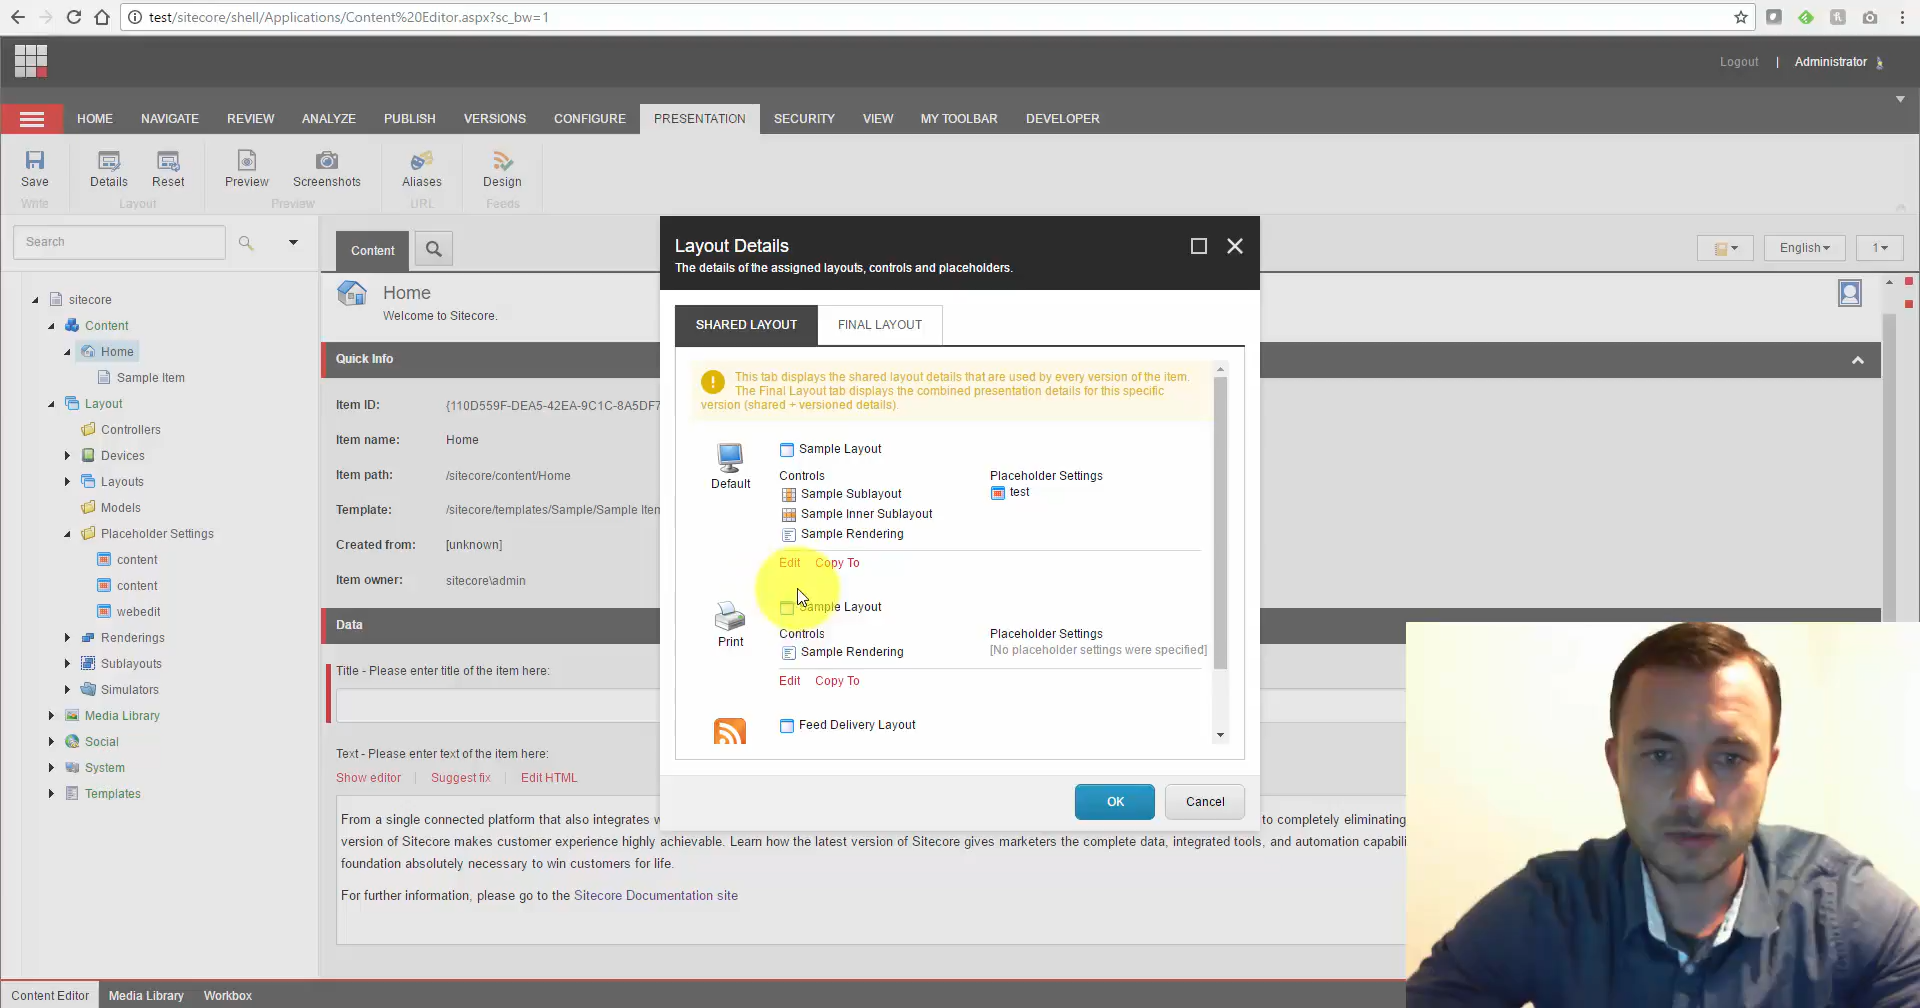 test/sitecore/shell/Applications/Content%20Editor.aspx?sc_bw=1
Logout | Administrator
HOME NAVIGATE REVIEW ANALYZE PUBLISH VERSIONS CONFIGURE PRESENTATION SECURITY VIEW MY TOOLBAR DEVELOPER
Save Details Reset Preview Screenshots Aliases Design
Write Layout Preview URL Feeds
Search
Content
English 1
sitecore
Content
Home
Sample Item
Layout
Controllers
Devices
Layouts
Models
Placeholder Settings
content
content
webedit
Renderings
Sublayouts
Simulators
Media Library
Social
System
Templates
Home
Welcome to Sitecore.
Quick Info
Item ID: {110D559F-DEA5-42EA-9C1C-8A5DF7
Item name: Home
Item path: /sitecore/content/Home
Template: /sitecore/templates/Sample/Sample Item
Created from: [unknown]
Item owner: sitecore\admin
Data
Title - Please enter title of the item here:
Text - Please enter text of the item here:
Show editor Suggest fix Edit HTML
From a single connected platform that also integrates w to completely eliminating
version of Sitecore makes customer experience highly achievable. Learn how the latest version of Sitecore gives marketers the complete data, integrated tools, and automation capabili
foundation absolutely necessary to win customers for life.
For further information, please go to the Sitecore Documentation site
Layout Details
The details of the assigned layouts, controls and placeholders.
SHARED LAYOUT FINAL LAYOUT
This tab displays the shared layout details that are used by every version of the item.
The Final Layout tab displays the combined presentation details for this specific
version (shared + versioned details).
Default
Sample Layout
Controls Placeholder Settings
Sample Sublayout test
Sample Inner Sublayout
Sample Rendering
Edit Copy To
Print
Sample Layout
Controls Placeholder Settings
Sample Rendering [No placeholder settings were specified]
Edit Copy To
Feed Delivery Layout
OK Cancel
Content Editor Media Library Workbox